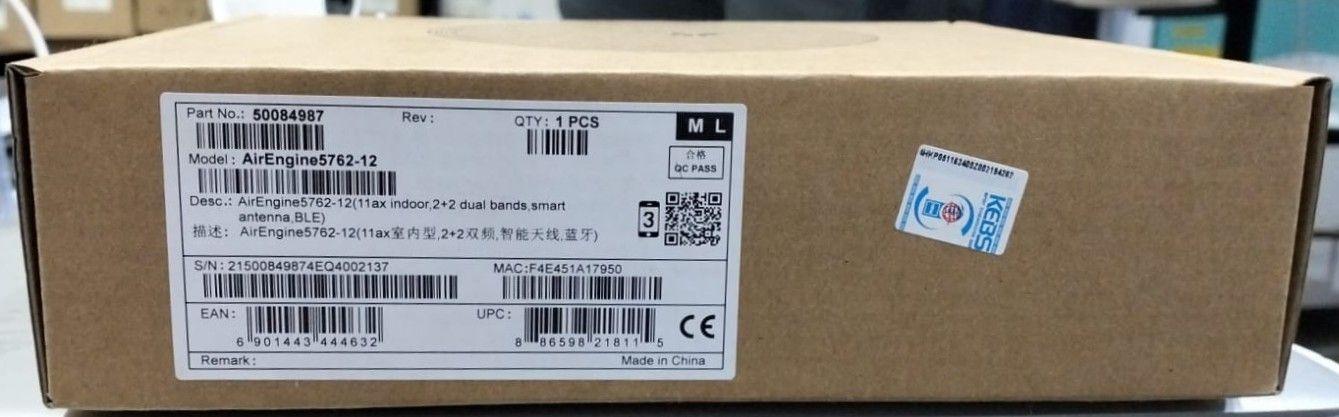 Part No.: 50084987
Rev:
QTY: 1 PCS
M L
Model: AirEngine5762-12
合格
QC PASS
Desc.: AirEngine5762-12(11ax indoor,2+2 dual bands,smart
antenna,BLE)
3
描述: AirEngine5762-12(11ax室内型,2+2双频,智能天线,蓝牙)
S/N: 21500849874EQ4002137
MAC:F4E451A17950
EAN:
6 901443 444632
UPC:
8 86598 21811 5
CE
Remark:
Made in China
KEBS